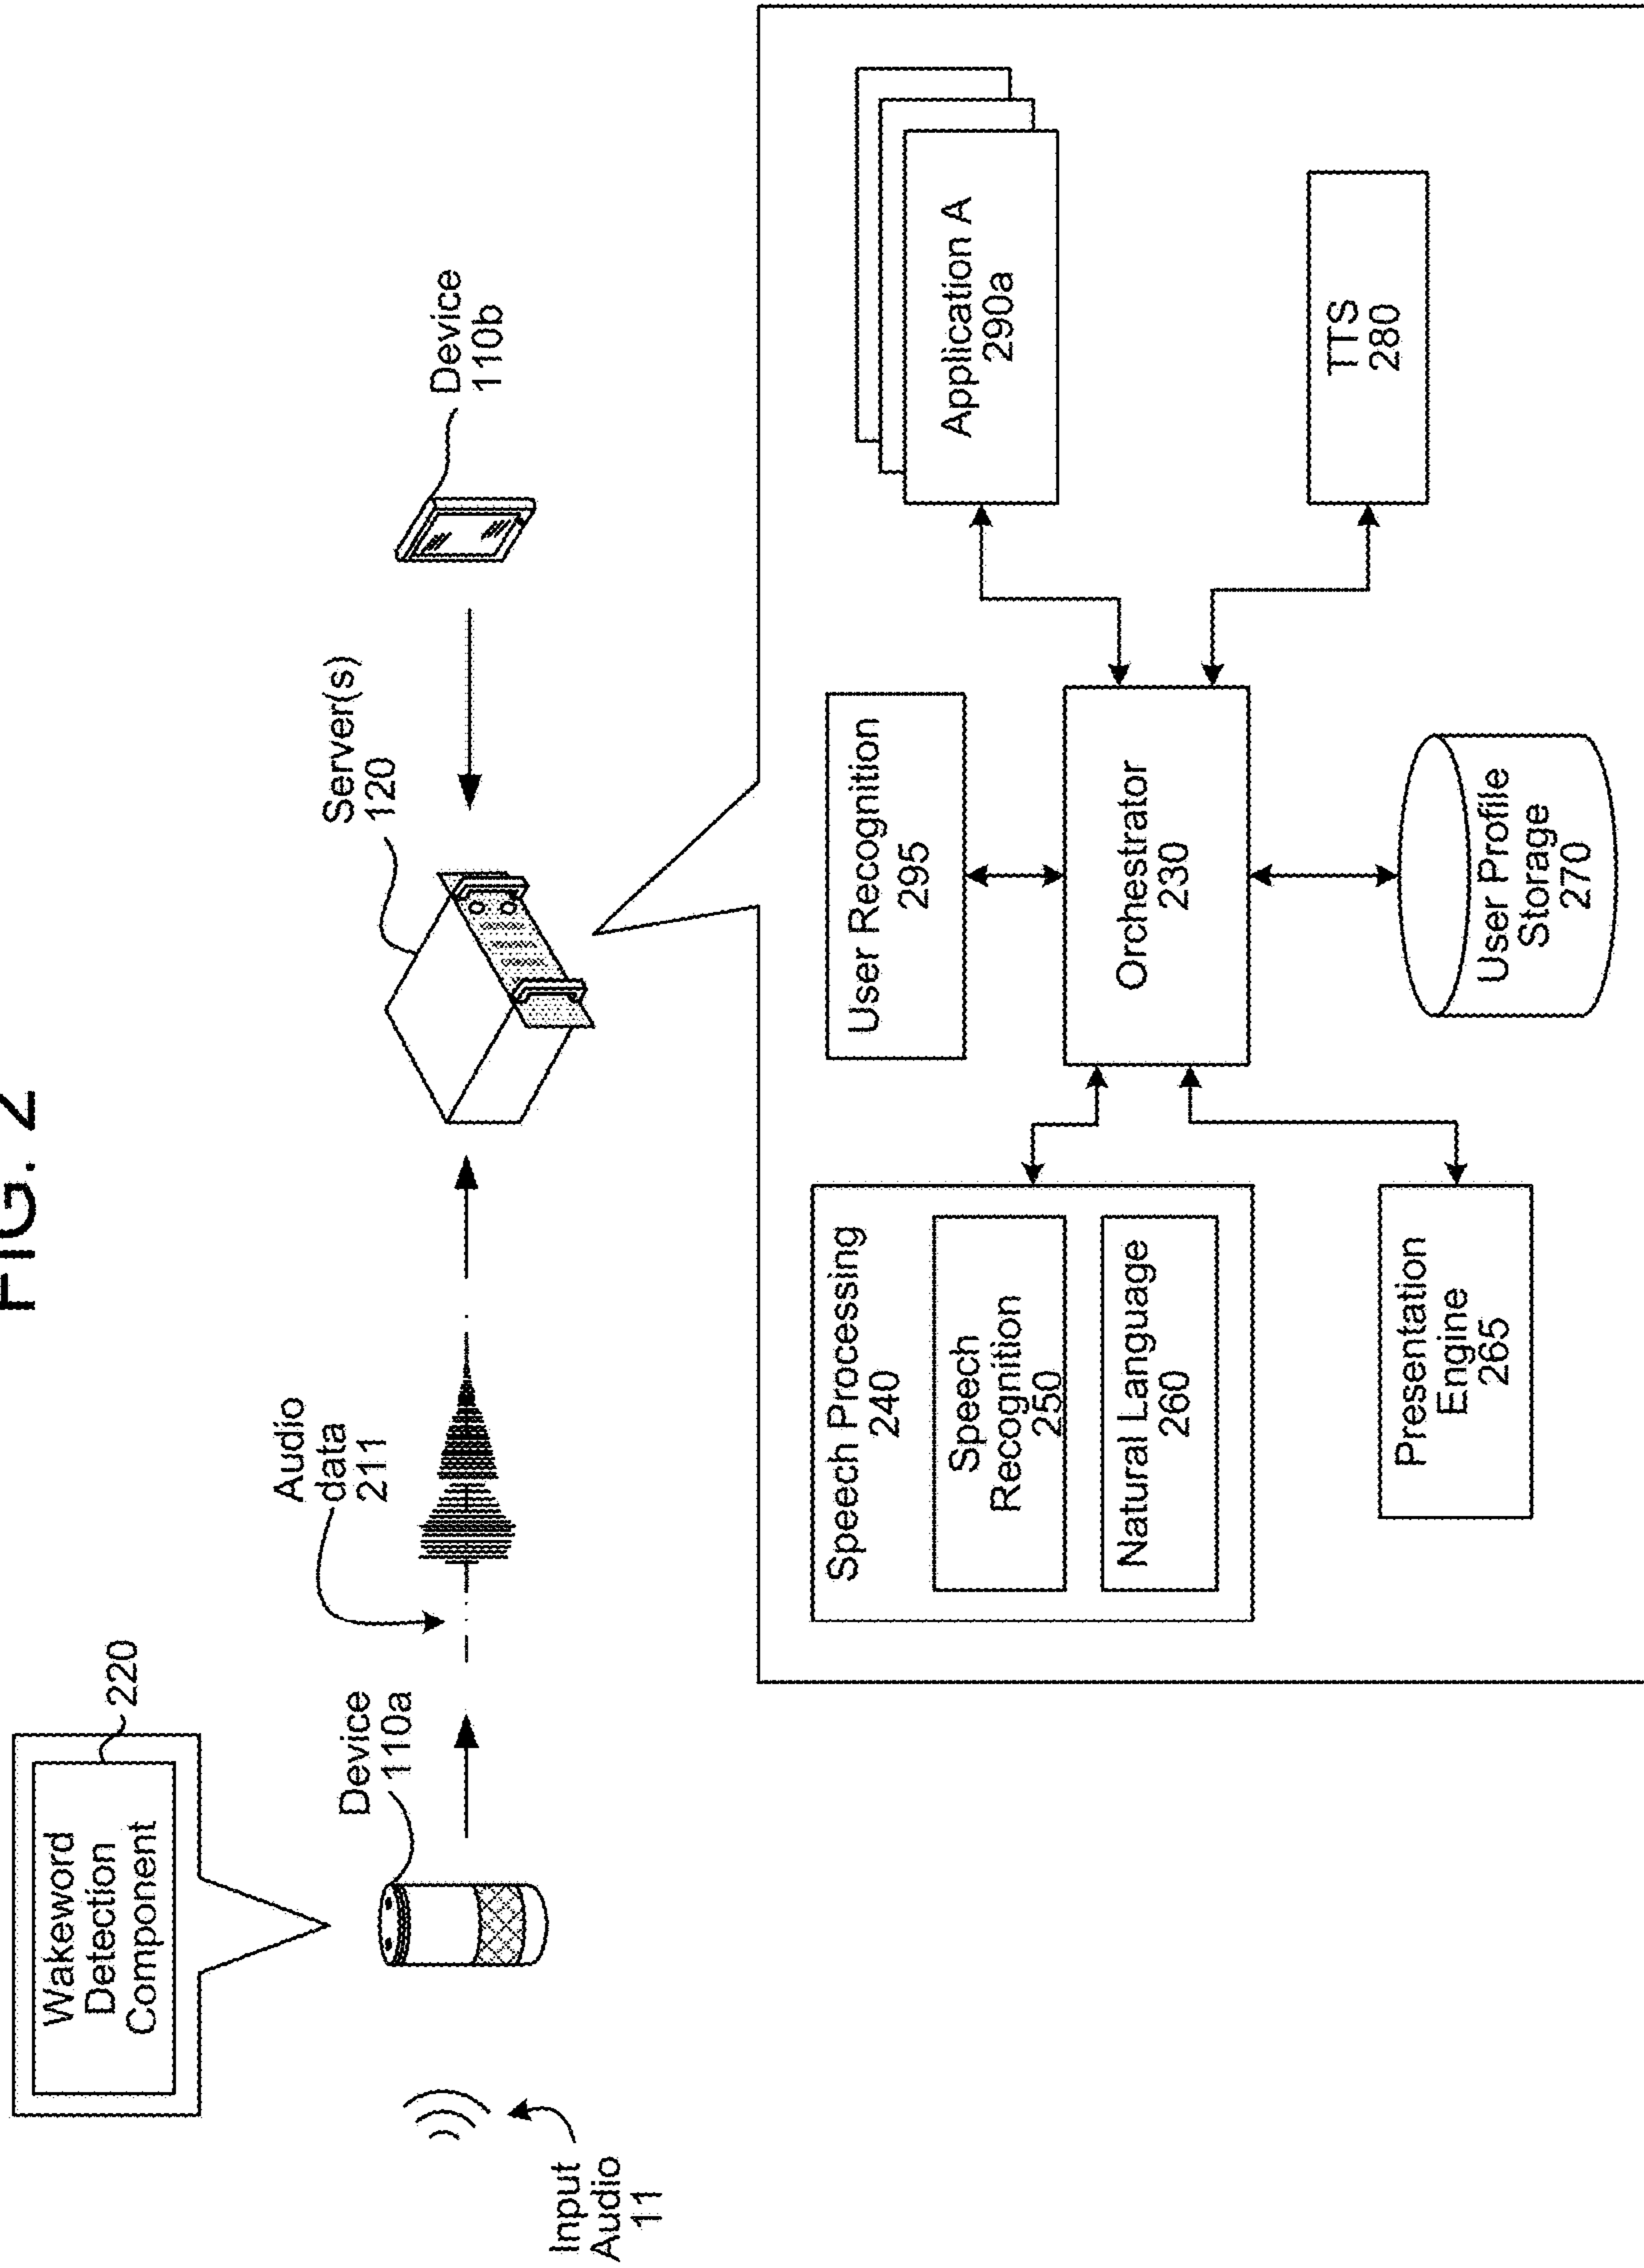 FIG. 2
Wakeword
Detection
Component
220
Input
Audio
11
Device
110a
Audio
data
211
Server(s)
120
Device
110b
Speech Processing
240
Speech
Recognition
250
Natural Language
260
Presentation
Engine
265
User Recognition
295
Orchestrator
230
User Profile
Storage
270
Application A
290a
TTS
280